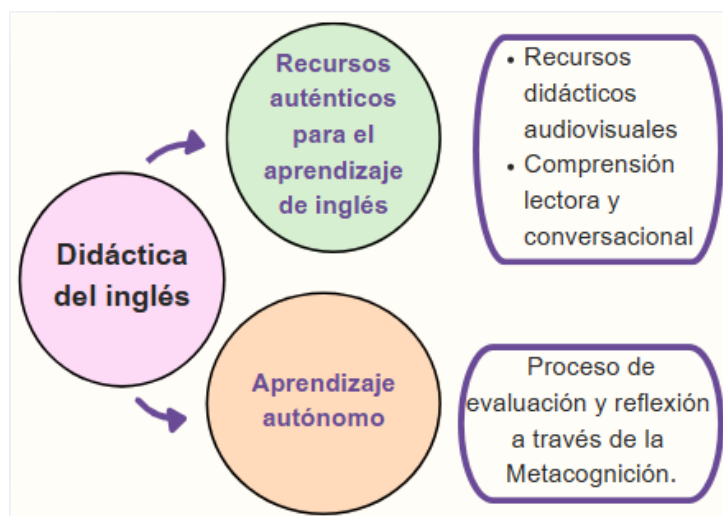 Didáctica
del inglés
Recursos
auténticos
para el
aprendizaje
de inglés
• Recursos
didácticos
audiovisuales
• Comprensión
lectora y
conversacional
Aprendizaje
autónomo
Proceso de
evaluación y reflexión
a través de la
Metacognición.